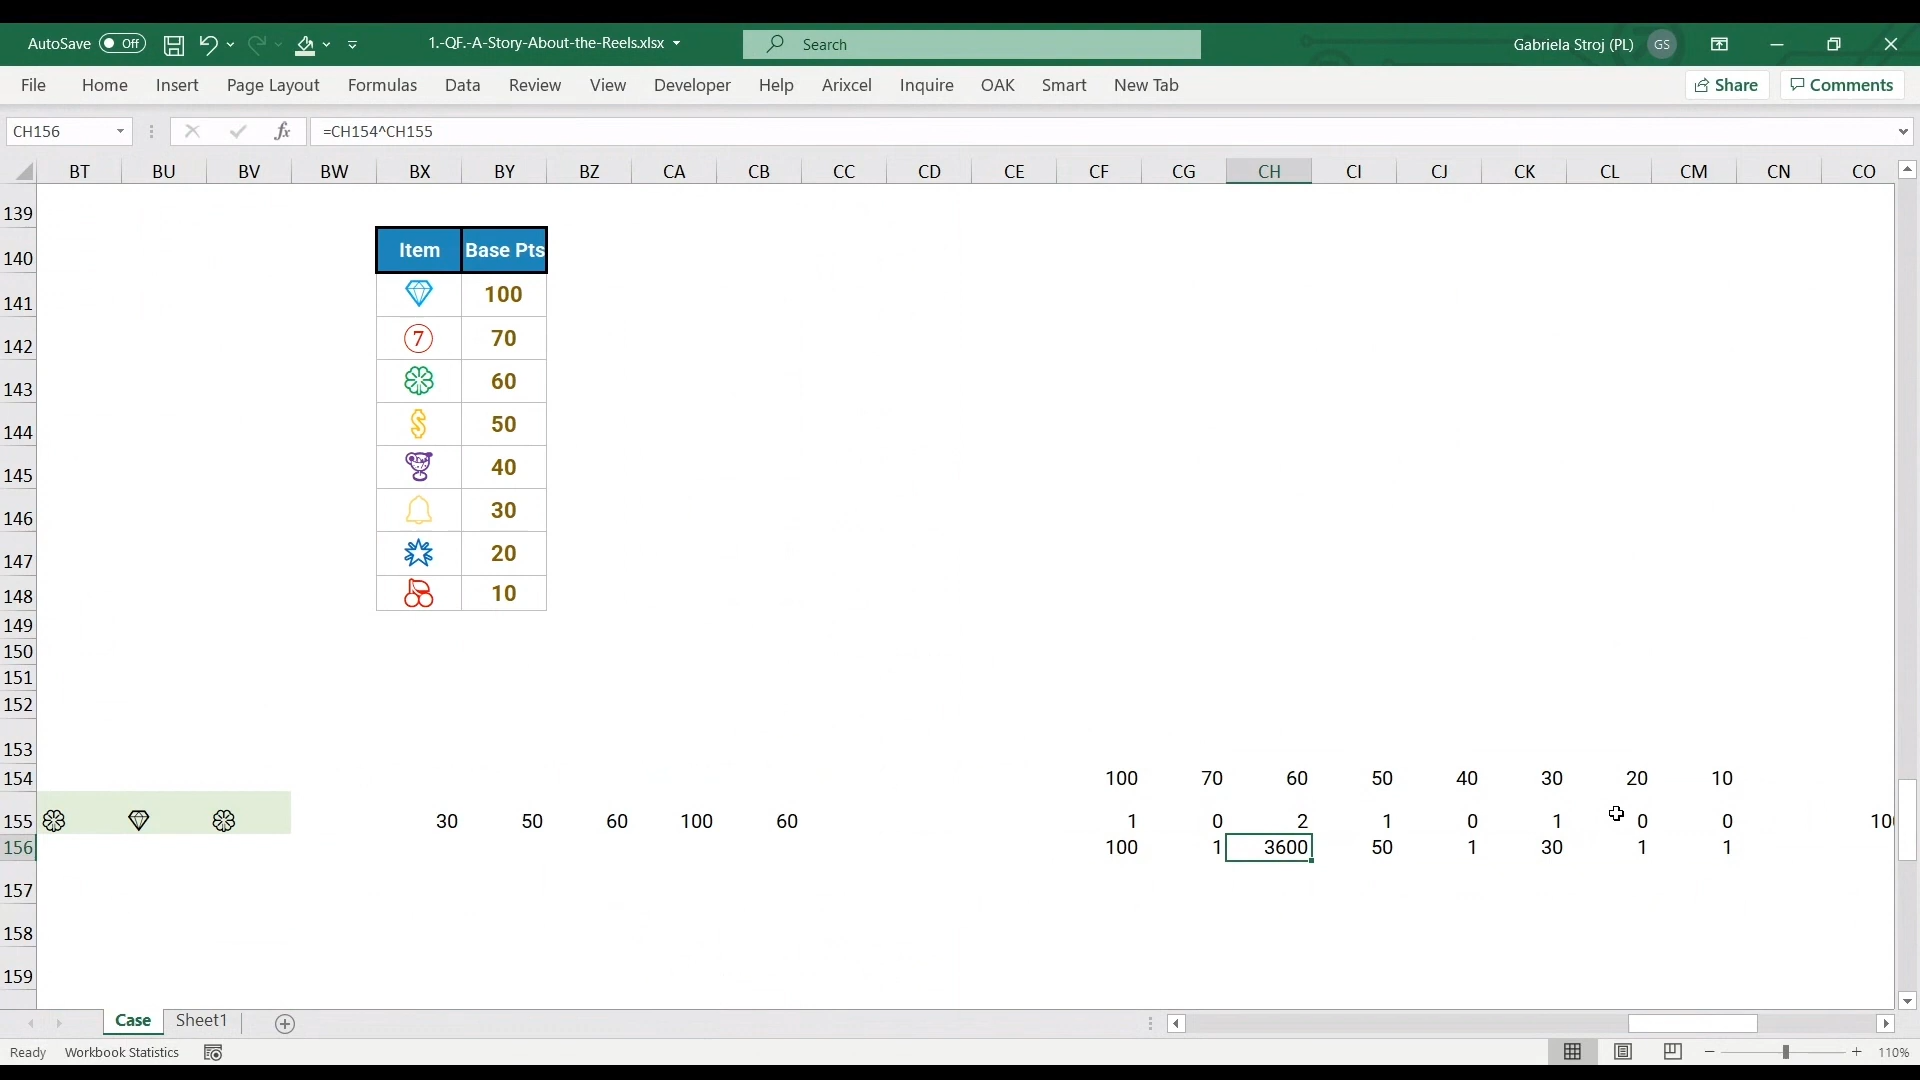 AutoSave Off 1.-QF.-A-Story-About-the-Reels.xlsx Search Gabriela Stroj (PL) GS
File Home Insert Page Layout Formulas Data Review View Developer Help Arixcel Inquire OAK Smart New Tab Share Comments
CH156 fx =CH154^CH155
BT BU BV BW BX BY BZ CA CB CC CD CE CF CG CH CI CJ CK CL CM CN CO
139
140 Item Base Pts
141 100
142 7 70
143 60
144 $ 50
145 40
146 30
147 20
148 10
149
150
151
152
153
154 100 70 60 50 40 30 20 10
155 30 50 60 100 60 1 0 2 1 0 1 0 0
156 100 1 3600 50 1 30 1 1
157
158
159
Case Sheet1
Ready Workbook Statistics 110%